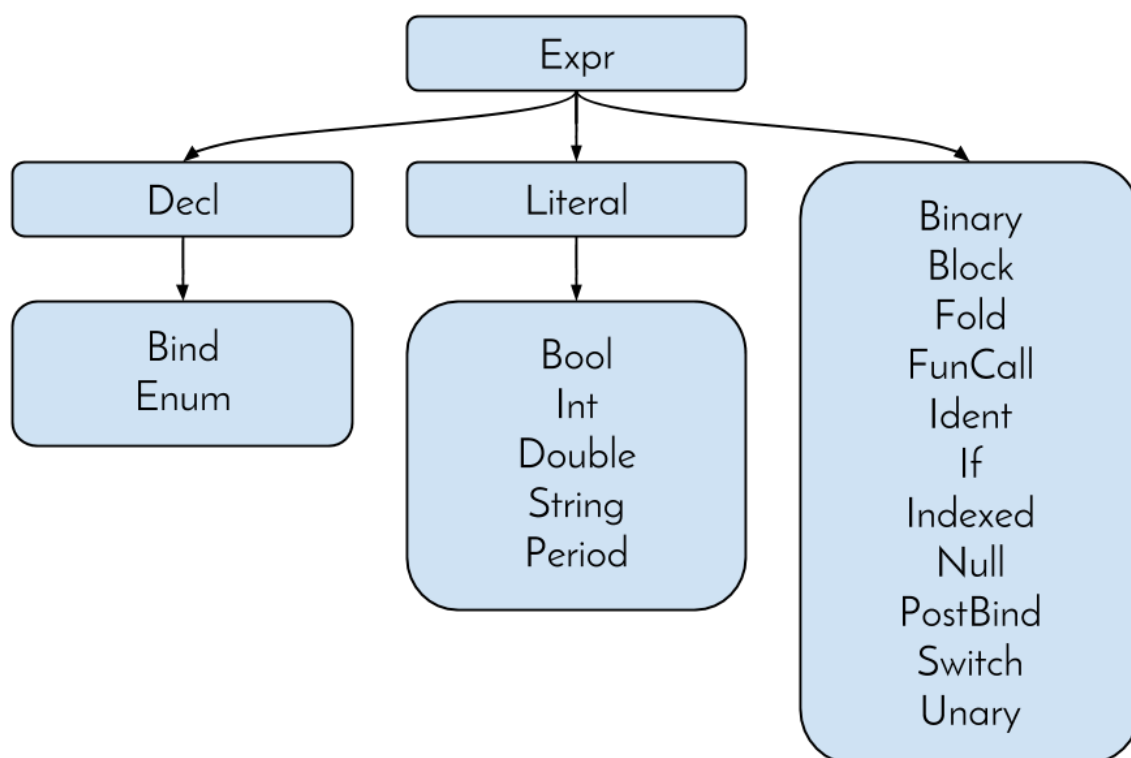 Expr
Decl
Literal
Bind
Enum
Bool
Int
Double
String
Period
Binary
Block
Fold
FunCall
Ident
If
Indexed
Null
PostBind
Switch
Unary